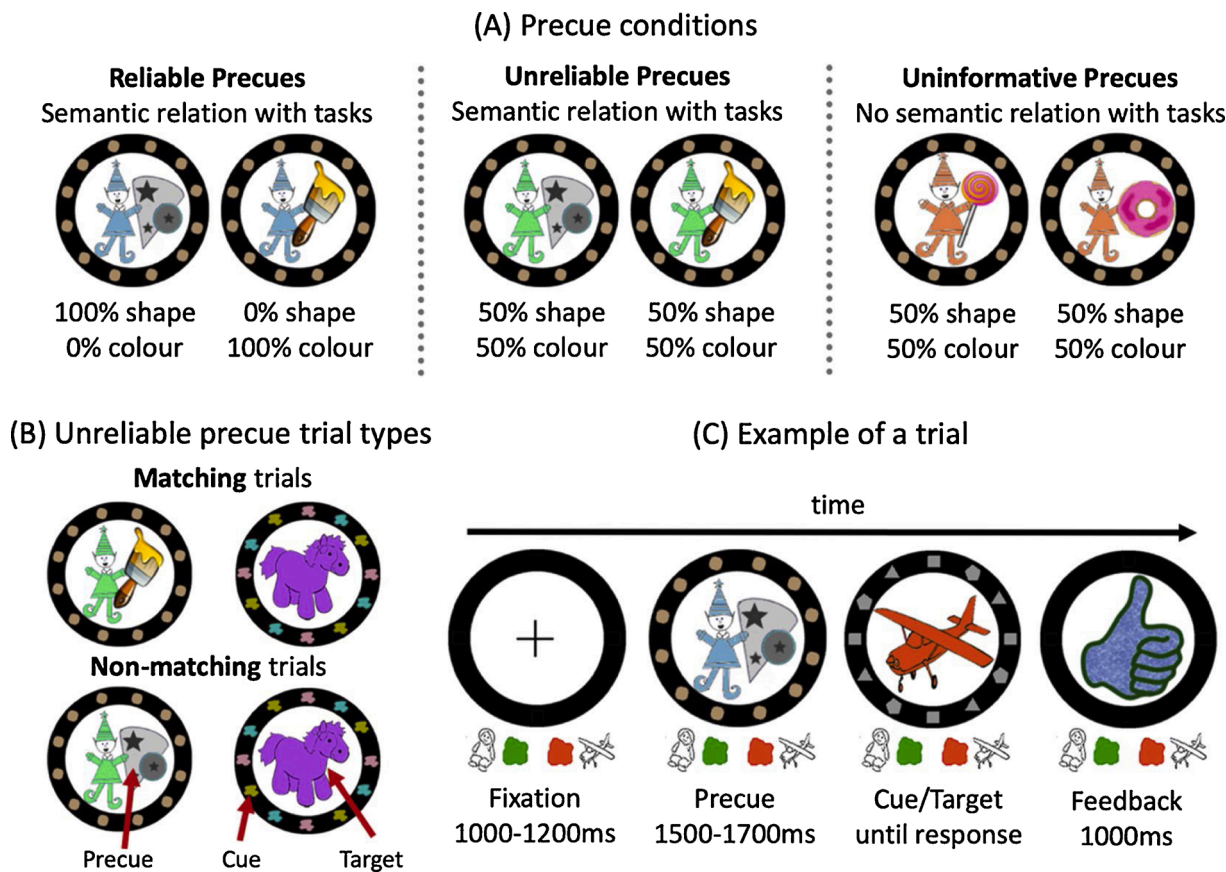 (A) Precue conditions
Reliable Precues
Semantic relation with tasks
100% shape
0% colour
0% shape
100% colour
Unreliable Precues
Semantic relation with tasks
50% shape
50% colour
50% shape
50% colour
Uninformative Precues
No semantic relation with tasks
50% shape
50% colour
50% shape
50% colour
(B) Unreliable precue trial types
Matching trials
Non-matching trials
Precue
Cue
Target
(C) Example of a trial
time
Fixation
1000-1200ms
Precue
1500-1700ms
Cue/Target
until response
Feedback
1000ms